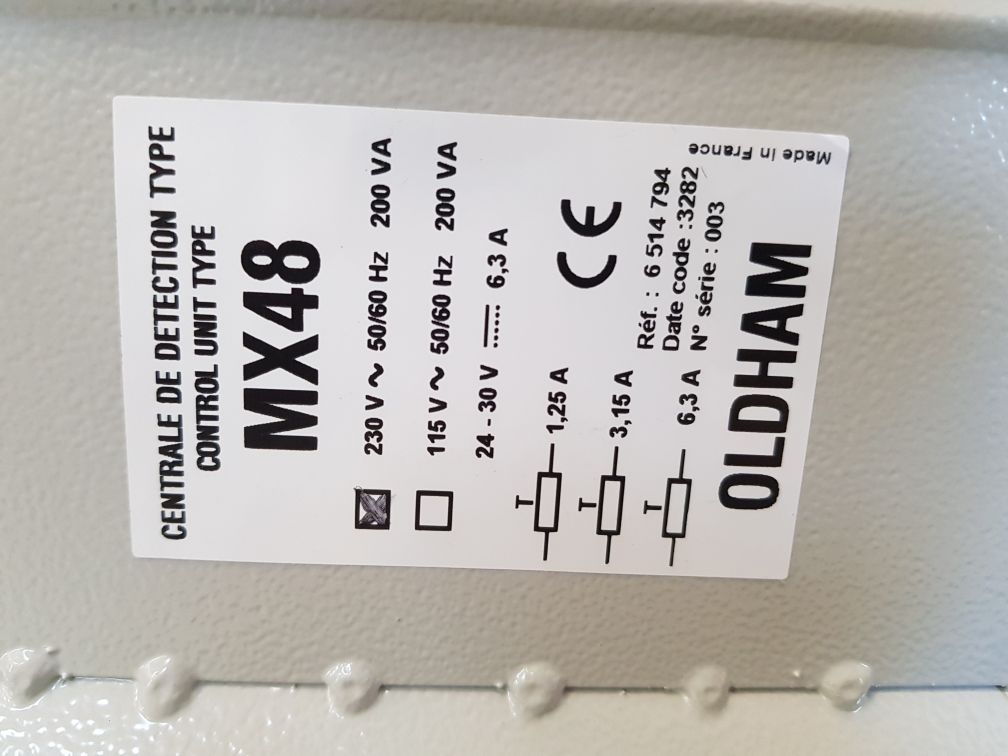 CENTRALE DE DETECTION TYPE
CONTROL UNIT TYPE
MX48
230 V ~ 50/60 Hz 200 VA
115 V ~ 50/60 Hz 200 VA
24 - 30 V ⎓ 6,3 A
T 1,25 A
T 3,15 A
T 6,3 A
CE
Réf. : 6 514 794
Date code :3282
N° série : 003
OLDHAM
Made in France